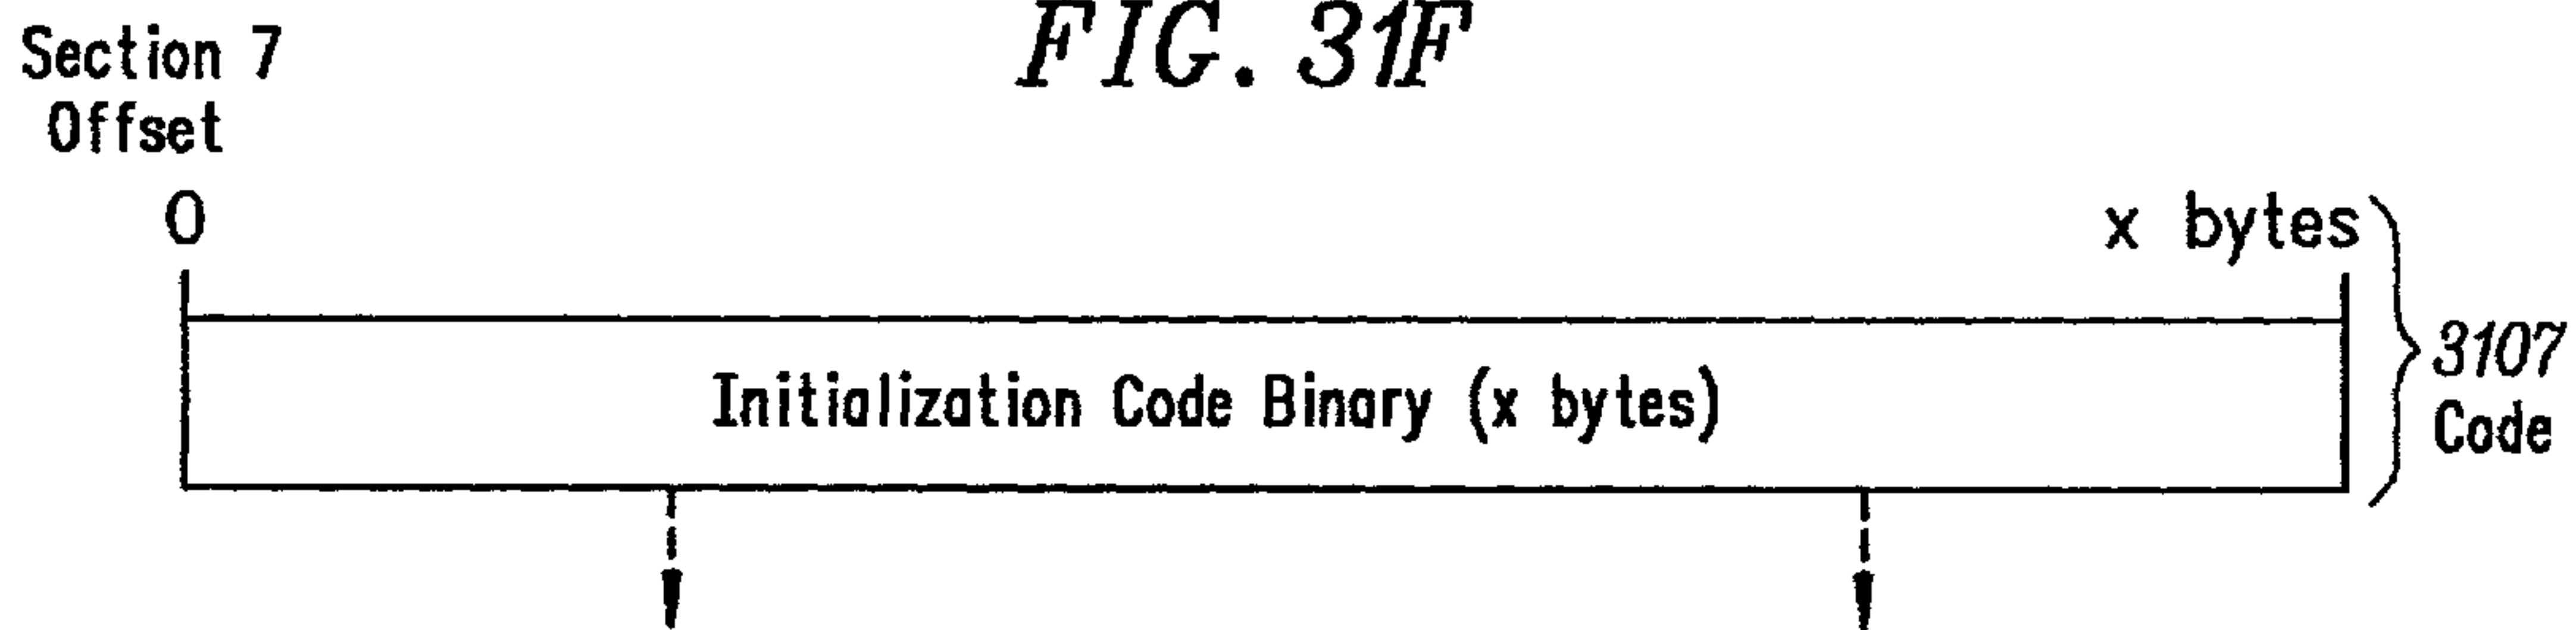 FIG. 31F
Section 7
Offset
0
x bytes
Initialization Code Binary (x bytes)
3107
Code